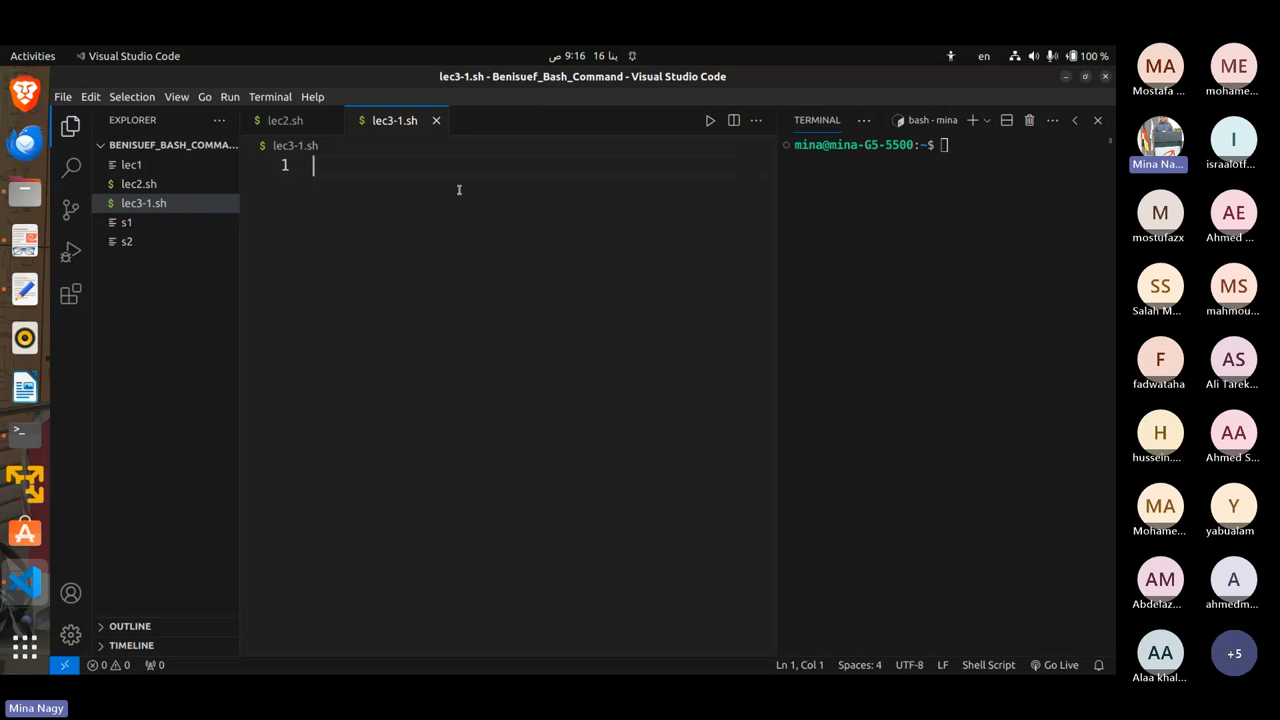 Activities
Visual Studio Code
9:16 ص
16 ينا
en
100 %
lec3-1.sh - Benisuef_Bash_Command - Visual Studio Code
File Edit Selection View Go Run Terminal Help
EXPLORER
BENISUEF_BASH_COMMA...
lec1
$ lec2.sh
$ lec3-1.sh
s1
s2
OUTLINE
TIMELINE
$ lec2.sh
$ lec3-1.sh
$ lec3-1.sh
1
TERMINAL
bash - mina
mina@mina-G5-5500:~$
0 0
0
Ln 1, Col 1
Spaces: 4
UTF-8
LF
Shell Script
Go Live
MA
Mostafa ...
ME
mohame...
Mina Na...
I
israalotf...
M
mostufazx
AE
Ahmed ...
SS
Salah M...
MS
mahmou...
F
fadwataha
AS
Ali Tarek...
H
hussein....
AA
Ahmed S...
MA
Mohame...
Y
yabualam
AM
Abdelaz...
A
ahmedm...
AA
Alaa khal...
+5
Mina Nagy